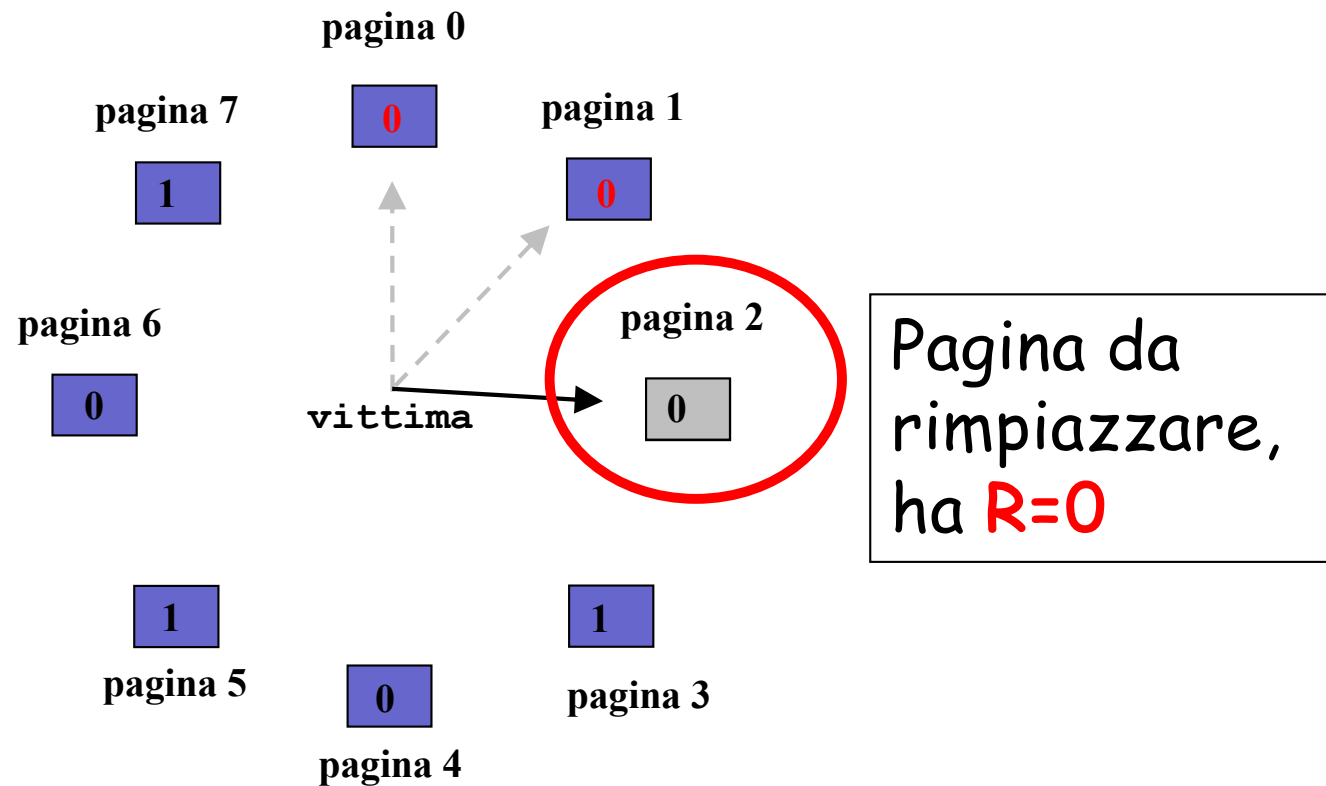 pagina 0
0
pagina 7
1
pagina 1
0
pagina 6
0
vittima
pagina 2
0
Pagina da
rimpiazzare,
ha R=0
1
pagina 5
0
pagina 4
1
pagina 3